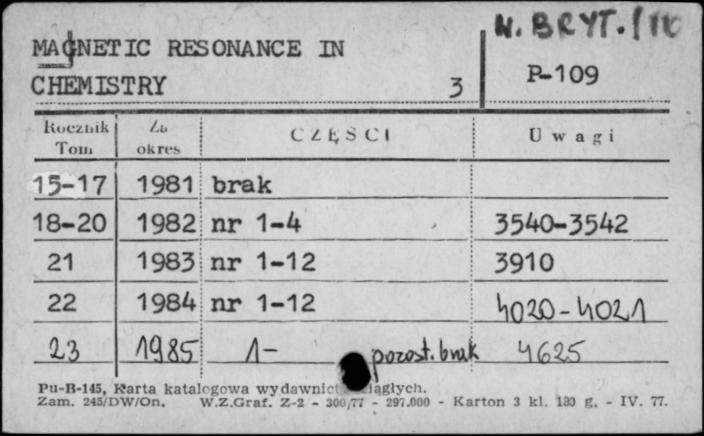 W. BRYT. /
MAGNETIC RESONANCE IN
CHEMISTRY 3 P-109
Rocznik Tom Za okres CZĘŚCI Uwagi
15-17 1981 brak
18-20 1982 nr 1-4 3540-3542
21 1983 nr 1-12 3910
22 1984 nr 1-12 4020-4021
23 1985 1- pozost. brak 4625
Pu-B-145, Karta katalogowa wydawnict ciągłych.
Zam. 245/DW/On. W.Z.Graf. Z-2 - 300/77 - 297.000 - Karton 3 kl. 180 g. - IV. 77.